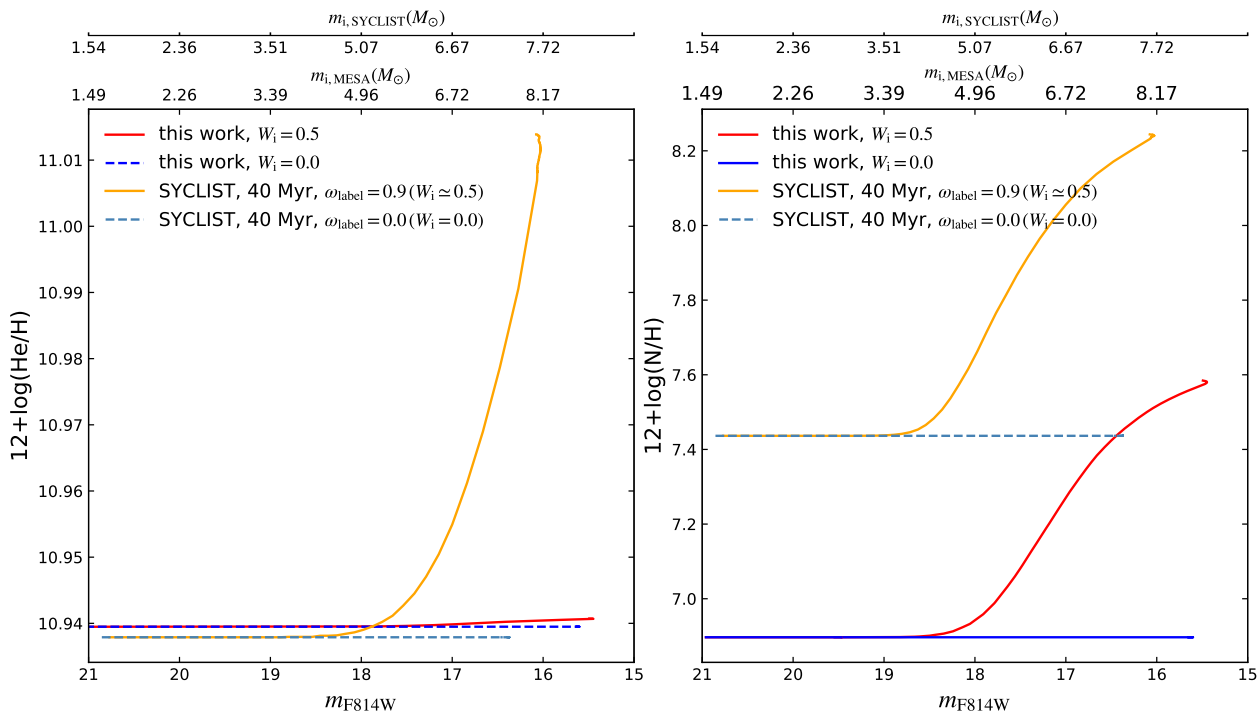 m_i,SYCLIST(M_⊙)
1.54 2.36 3.51 5.07 6.67 7.72
m_i,MESA(M_⊙)
1.49 2.26 3.39 4.96 6.72 8.17
this work, W_i = 0.5
this work, W_i = 0.0
SYCLIST, 40 Myr, ω_label = 0.9 (W_i ≃ 0.5)
SYCLIST, 40 Myr, ω_label = 0.0 (W_i = 0.0)
12+log(He/H)
11.01
11.00
10.99
10.98
10.97
10.96
10.95
10.94
21 20 19 18 17 16 15
m_F814W
m_i,SYCLIST(M_⊙)
1.54 2.36 3.51 5.07 6.67 7.72
m_i,MESA(M_⊙)
1.49 2.26 3.39 4.96 6.72 8.17
this work, W_i = 0.5
this work, W_i = 0.0
SYCLIST, 40 Myr, ω_label = 0.9 (W_i ≃ 0.5)
SYCLIST, 40 Myr, ω_label = 0.0 (W_i = 0.0)
12+log(N/H)
8.2
8.0
7.8
7.6
7.4
7.2
7.0
21 20 19 18 17 16 15
m_F814W